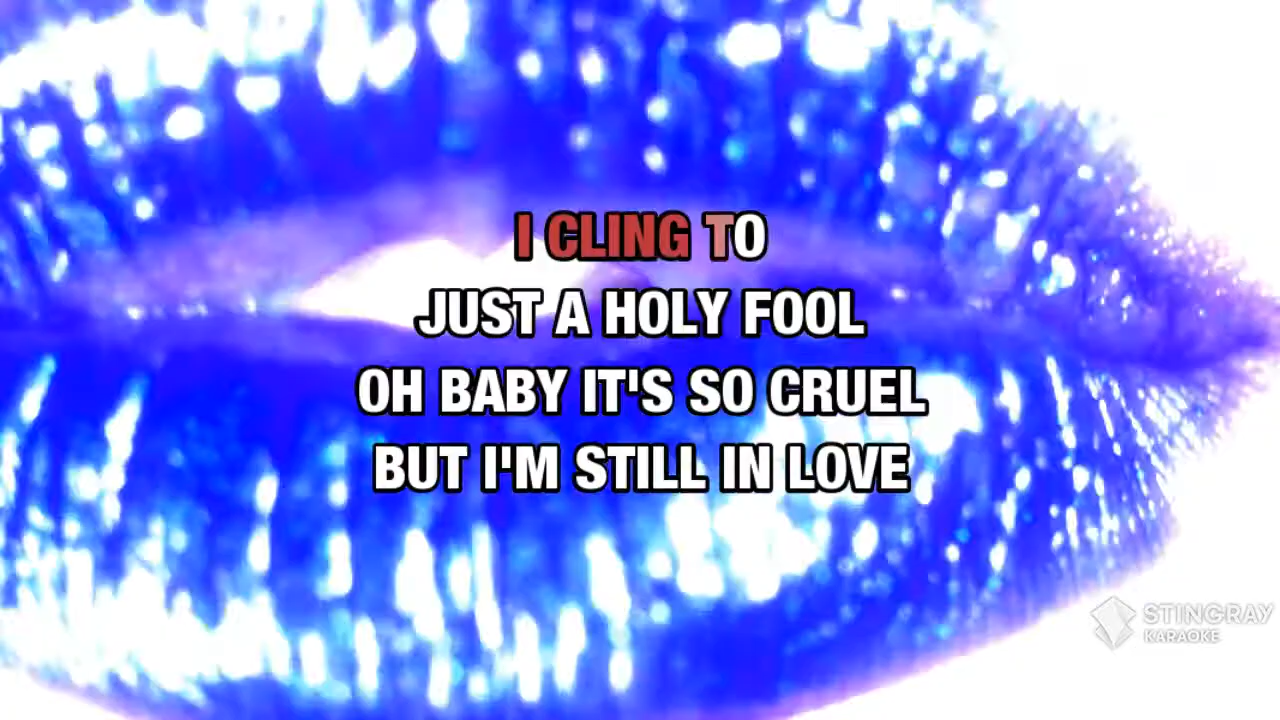 I CLING TO
JUST A HOLY FOOL
OH BABY IT'S SO CRUEL
BUT I'M STILL IN LOVE
STINGRAY
KARAOKE